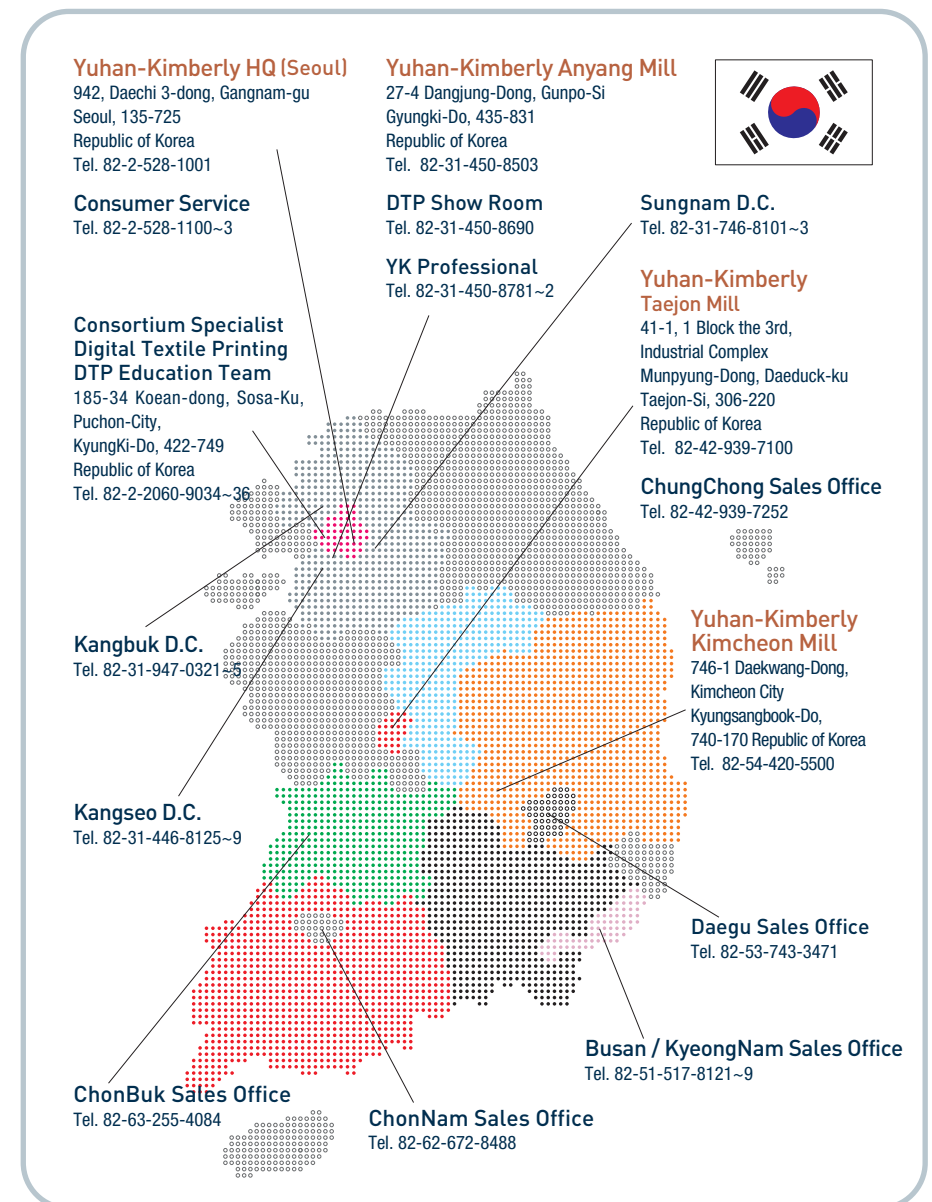 Yuhan-Kimberly HQ (Seoul)
942, Daechi 3-dong, Gangnam-gu
Seoul, 135-725
Republic of Korea
Tel. 82-2-528-1001
Consumer Service
Tel. 82-2-528-1100~3
Consortium Specialist
Digital Textile Printing
DTP Education Team
185-34 Koean-dong, Sosa-Ku,
Puchon-City,
KyungKi-Do, 422-749
Republic of Korea
Tel. 82-2-2060-9034~36
Kangbuk D.C.
Tel. 82-31-947-0321~5
Kangseo D.C.
Tel. 82-31-446-8125~9
ChonBuk Sales Office
Tel. 82-63-255-4084
Yuhan-Kimberly Anyang Mill
27-4 Dangjung-Dong, Gunpo-Si
Gyungki-Do, 435-831
Republic of Korea
Tel. 82-31-450-8503
DTP Show Room
Tel. 82-31-450-8690
YK Professional
Tel. 82-31-450-8781~2
Sungnam D.C.
Tel. 82-31-746-8101~3
Yuhan-Kimberly
Taejon Mill
41-1, 1 Block the 3rd,
Industrial Complex
Munpyung-Dong, Daeduck-ku
Taejon-Si, 306-220
Republic of Korea
Tel. 82-42-939-7100
ChungChong Sales Office
Tel. 82-42-939-7252
Yuhan-Kimberly
Kimcheon Mill
746-1 Daekwang-Dong,
Kimcheon City
Kyungsangbook-Do,
740-170 Republic of Korea
Tel. 82-54-420-5500
Daegu Sales Office
Tel. 82-53-743-3471
Busan / KyeongNam Sales Office
Tel. 82-51-517-8121~9
ChonNam Sales Office
Tel. 82-62-672-8488